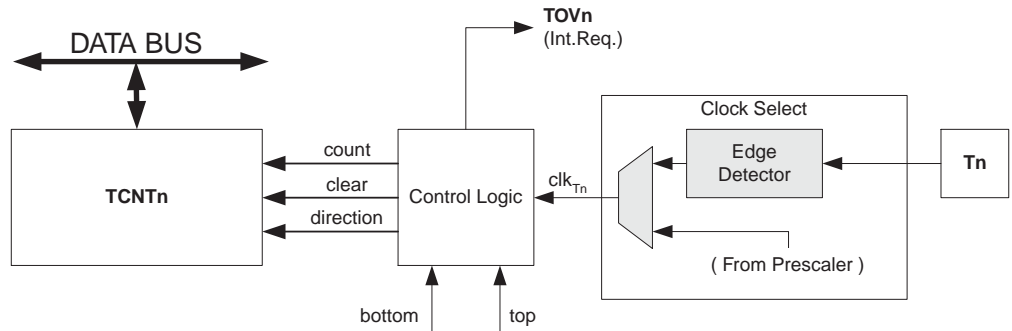 TOVn
(Int.Req.)
DATA BUS
Clock Select
count
Edge
Detector
Tn
TCNTn
clear
Control Logic
clkTn
direction
( From Prescaler )
bottom
top